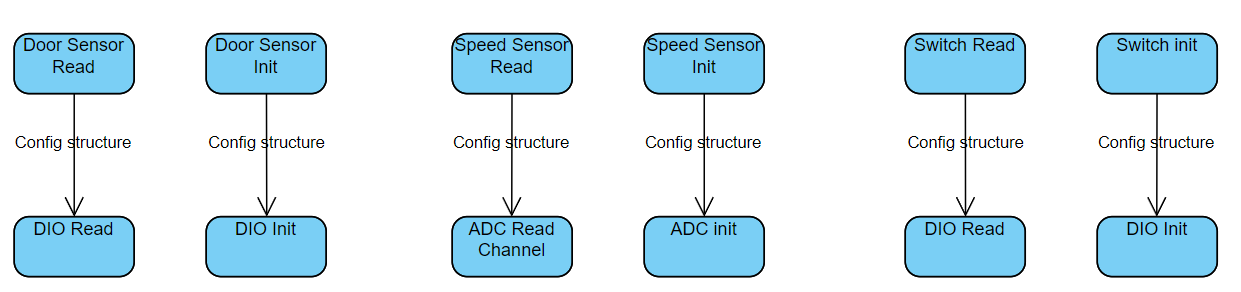 Door Sensor
Read
Door Sensor
Init
Speed Sensor
Read
Speed Sensor
Init
Switch Read
Switch init
Config structure
Config structure
Config structure
Config structure
Config structure
Config structure
DIO Read
DIO Init
ADC Read
Channel
ADC init
DIO Read
DIO Init